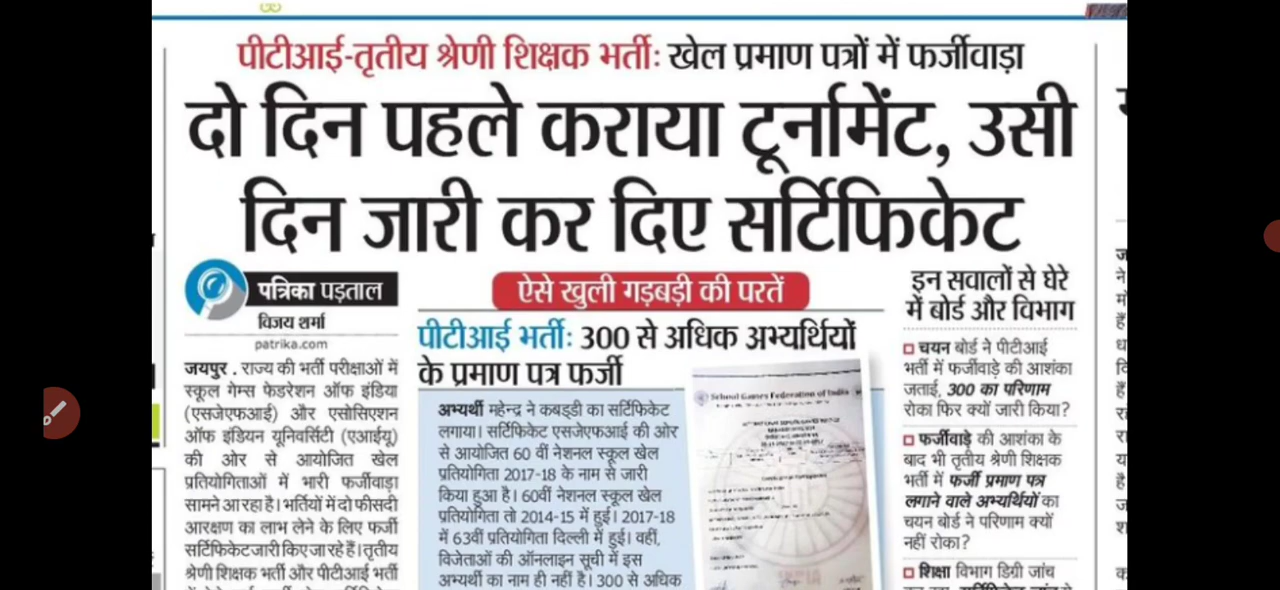 पीटीआई-तृतीय श्रेणी शिक्षक भर्ती: खेल प्रमाण पत्रों में फर्जीवाड़ा
दो दिन पहले कराया टूर्नामेंट, उसी
दिन जारी कर दिए सर्टिफिकेट
पत्रिका पड़ताल
विजय शर्मा
patrika.com
जयपुर . राज्य की भर्ती परीक्षाओं में
स्कूल गेम्स फेडरेशन ऑफ इंडिया
(एसजेएफआई) और एसोसिएशन
ऑफ इंडियन यूनिवर्सिटी (एआईयू)
की ओर से आयोजित खेल
प्रतियोगिताओं में भारी फर्जीवाड़ा
सामने आ रहा है। भर्तियों में दो फीसदी
आरक्षण का लाभ लेने के लिए फर्जी
सर्टिफिकेट जारी किए जा रहे हैं। तृतीय
श्रेणी शिक्षक भर्ती और पीटीआई भर्ती
ऐसे खुली गड़बड़ी की परतें
पीटीआई भर्ती: 300 से अधिक अभ्यर्थियों
के प्रमाण पत्र फर्जी
अभ्यर्थी महेन्द्र ने कबड्डी का सर्टिफिकेट
लगाया। सर्टिफिकेट एसजेएफआई की ओर
से आयोजित 60 वीं नेशनल स्कूल खेल
प्रतियोगिता 2017-18 के नाम से जारी
किया हुआ है। 60वीं नेशनल स्कूल खेल
प्रतियोगिता तो 2014-15 में हुई। 2017-18
में 63वीं प्रतियोगिता दिल्ली में हुई। वहीं,
विजेताओं की ऑनलाइन सूची में इस
अभ्यर्थी का नाम ही नहीं है। 300 से अधिक
School Games Federation of India
इन सवालों से घेरे
में बोर्ड और विभाग
चयन बोर्ड ने पीटीआई
भर्ती में फर्जीवाड़े की आशंका
जताई, 300 का परिणाम
रोका फिर क्यों जारी किया?
फर्जीवाड़े की आशंका के
बाद भी तृतीय श्रेणी शिक्षक
भर्ती में फर्जी प्रमाण पत्र
लगाने वाले अभ्यर्थियों का
चयन बोर्ड ने परिणाम क्यों
नहीं रोका?
शिक्षा विभाग डिग्री जांच